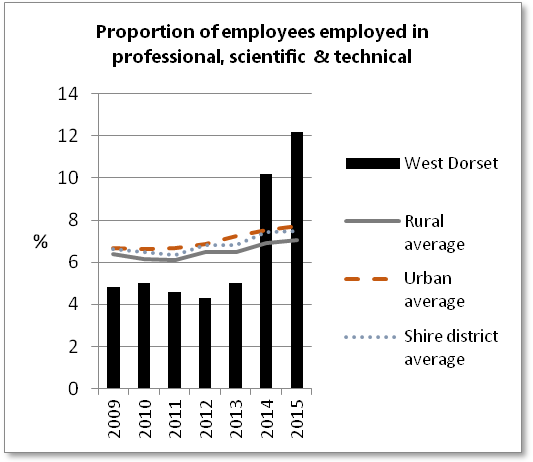 Proportion of employees employed in
professional, scientific & technical
14
12
10
8
6
4
2
0
%
2009
2010
2011
2012
2013
2014
2015
West Dorset
Rural
average
Urban
average
Shire district
average